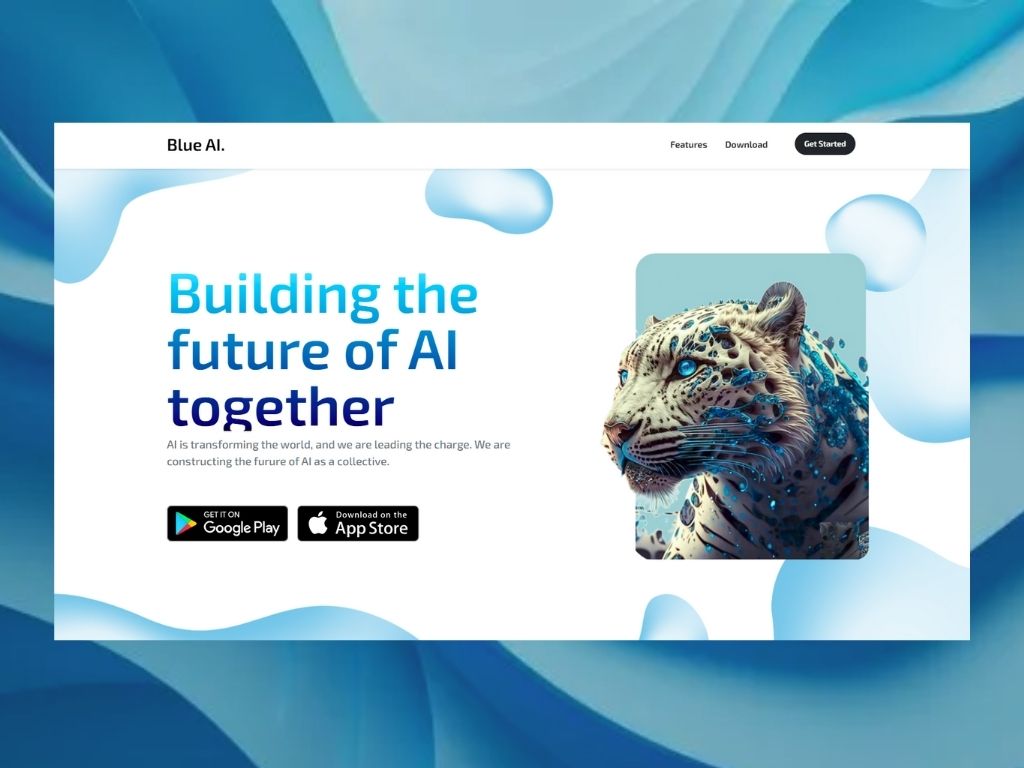 Blue AI.
Features Download Get Started
Building the
future of AI
together
AI is transforming the world, and we are leading the charge. We are
constructing the furure of AI as a collective.
GET IT ON
Google Play
Download on the
App Store